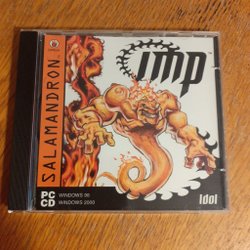 SALAMANDRON
imp
PC
CD
WINDOWS 98
WINDOWS 2000
Idol